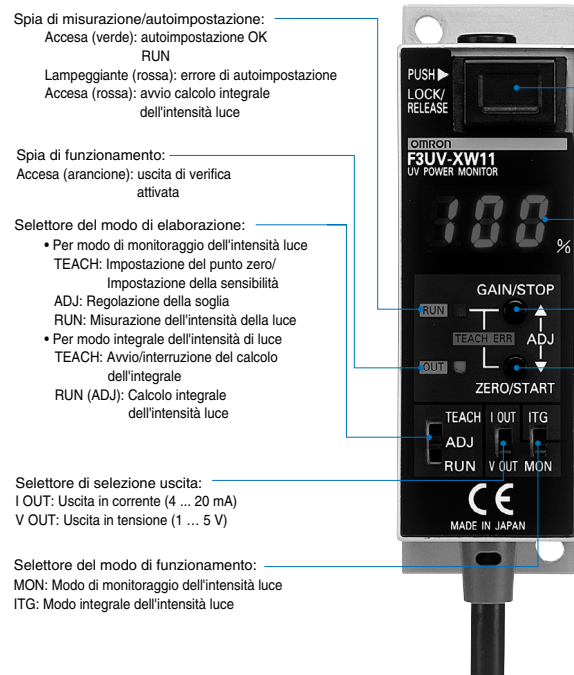 Spia di misurazione/autoimpostazione:
Accesa (verde): autoimpostazione OK
RUN
Lampeggiante (rossa): errore di autoimpostazione
Accesa (rossa): avvio calcolo integrale
dell'intensità luce
Spia di funzionamento:
Accesa (arancione): uscita di verifica
attivata
Selettore del modo di elaborazione:
• Per modo di monitoraggio dell'intensità luce
TEACH: Impostazione del punto zero/
Impostazione della sensibilità
ADJ: Regolazione della soglia
RUN: Misurazione dell'intensità della luce
• Per modo integrale dell'intensità di luce
TEACH: Avvio/interruzione del calcolo
dell'integrale
RUN (ADJ): Calcolo integrale
dell'intensità luce
Selettore di selezione uscita:
I OUT: Uscita in corrente (4 ... 20 mA)
V OUT: Uscita in tensione (1 … 5 V)
Selettore del modo di funzionamento:
MON: Modo di monitoraggio dell'intensità luce
ITG: Modo integrale dell'intensità luce
PUSH ▶
LOCK/
RELEASE
OMRON
F3UV-XW11
UV POWER MONITOR
100
%
GAIN/STOP
RUN
TEACH ERR
ADJ
OUT
ZERO/START
TEACH I OUT ITG
ADJ
RUN V OUT MON
CE
MADE IN JAPAN